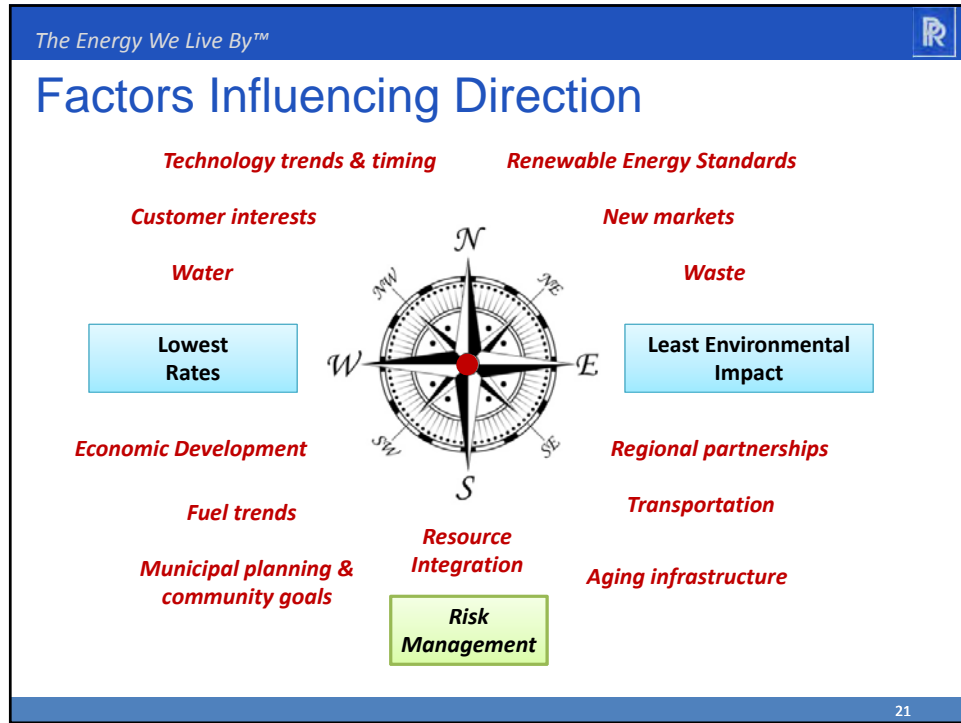 The Energy We Live By™
PR
Factors Influencing Direction
Technology trends & timing
Renewable Energy Standards
Customer interests
New markets
N
Water
NW
NE
Waste
Lowest
Rates
W
E
Least Environmental
Impact
Economic Development
SW
SE
Regional partnerships
S
Fuel trends
Transportation
Resource
Integration
Municipal planning &
community goals
Aging infrastructure
Risk
Management
21